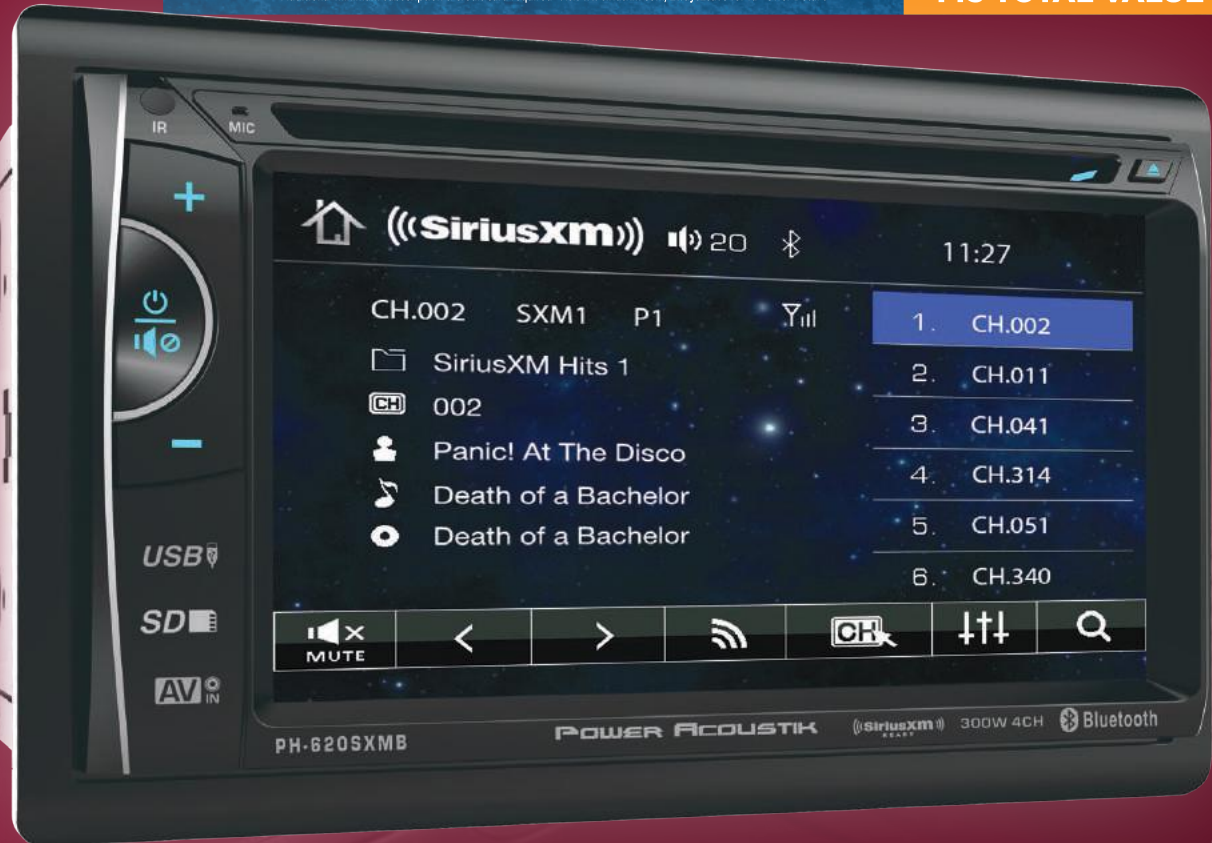 IR
MIC
SiriusXM 20 11:27
CH.002 SXM1 P1
SiriusXM Hits 1
CH 002
Panic! At The Disco
Death of a Bachelor
Death of a Bachelor
1. CH.002
2. CH.011
3. CH.041
4. CH.314
5. CH.051
6. CH.340
MUTE < > CH
USB
SD
AV IN
PH-620SXMB POWER ACOUSTIK SiriusXM READY 300W 4CH Bluetooth